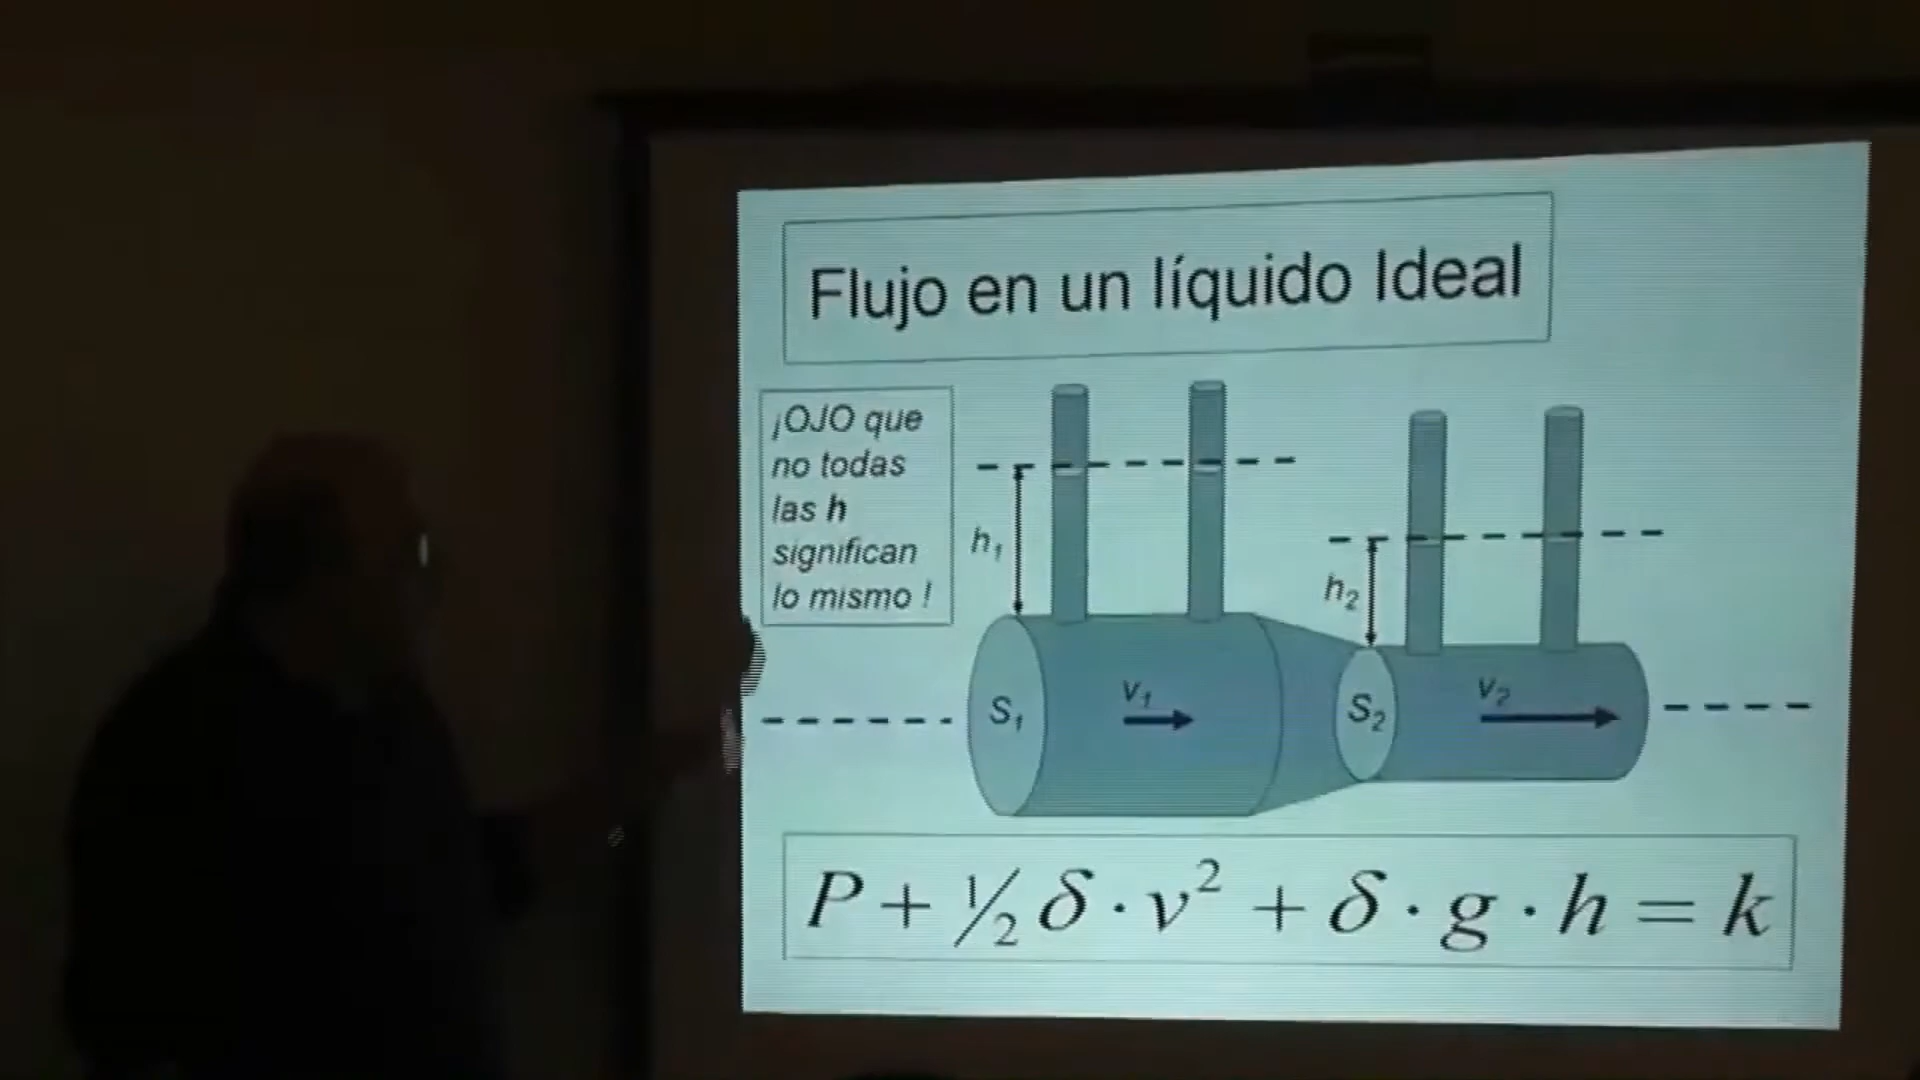 Flujo en un líquido Ideal
¡OJO que
no todas
las h
significan
lo mismo !
h₁
h₂
S₁
v₁
S₂
v₂
P + ½ δ · v² + δ · g · h = k